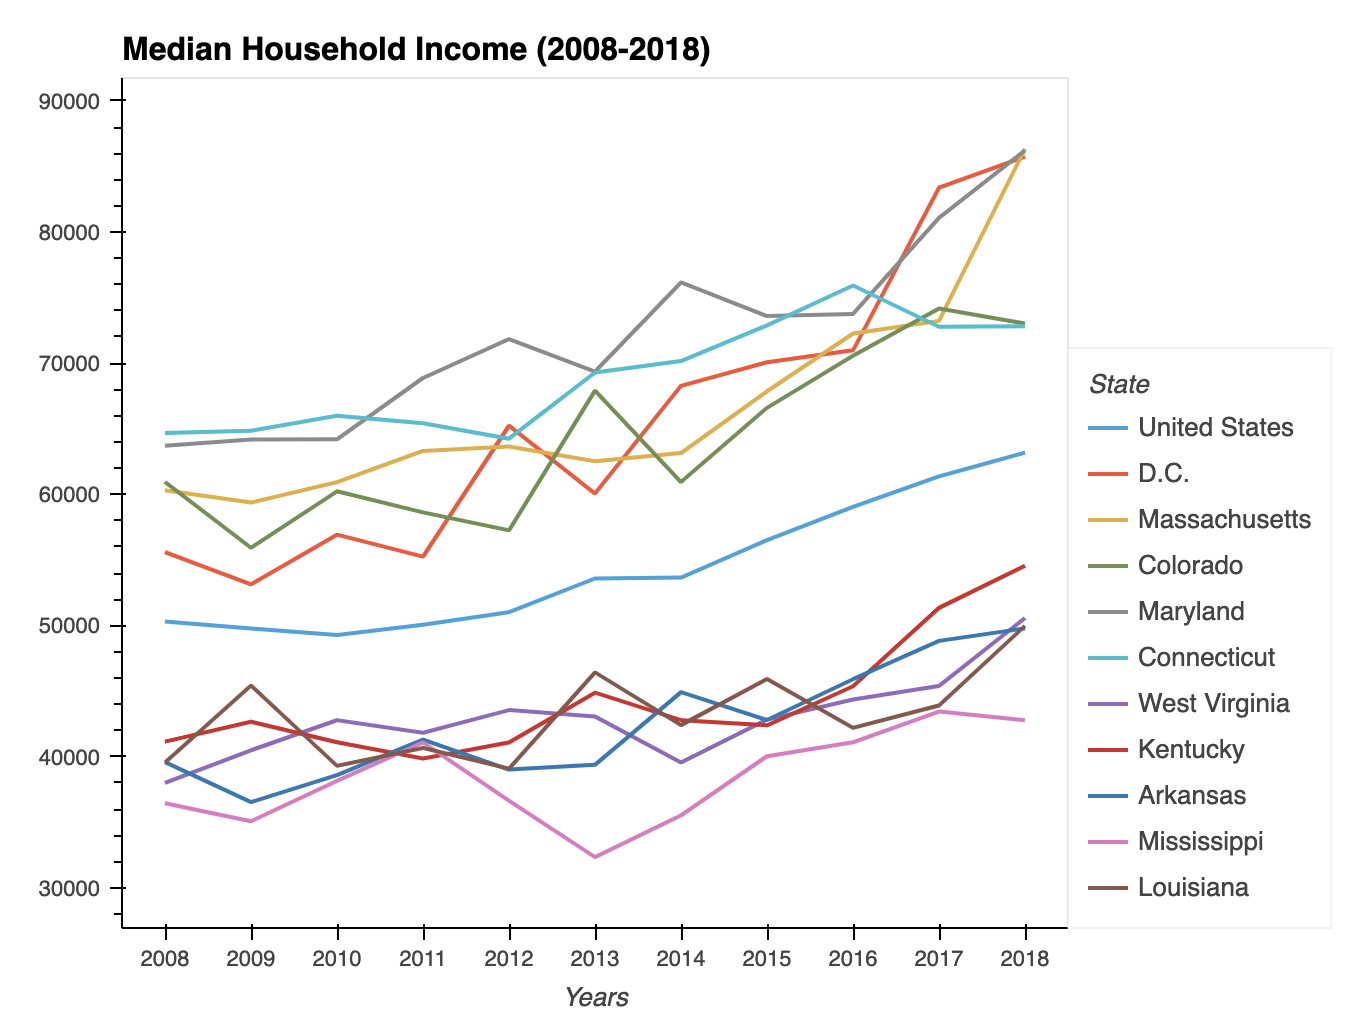 Median Household Income (2008-2018)
90000
80000
70000
60000
50000
40000
30000
2008 2009 2010 2011 2012 2013 2014 2015 2016 2017 2018
Years
State
United States
D.C.
Massachusetts
Colorado
Maryland
Connecticut
West Virginia
Kentucky
Arkansas
Mississippi
Louisiana